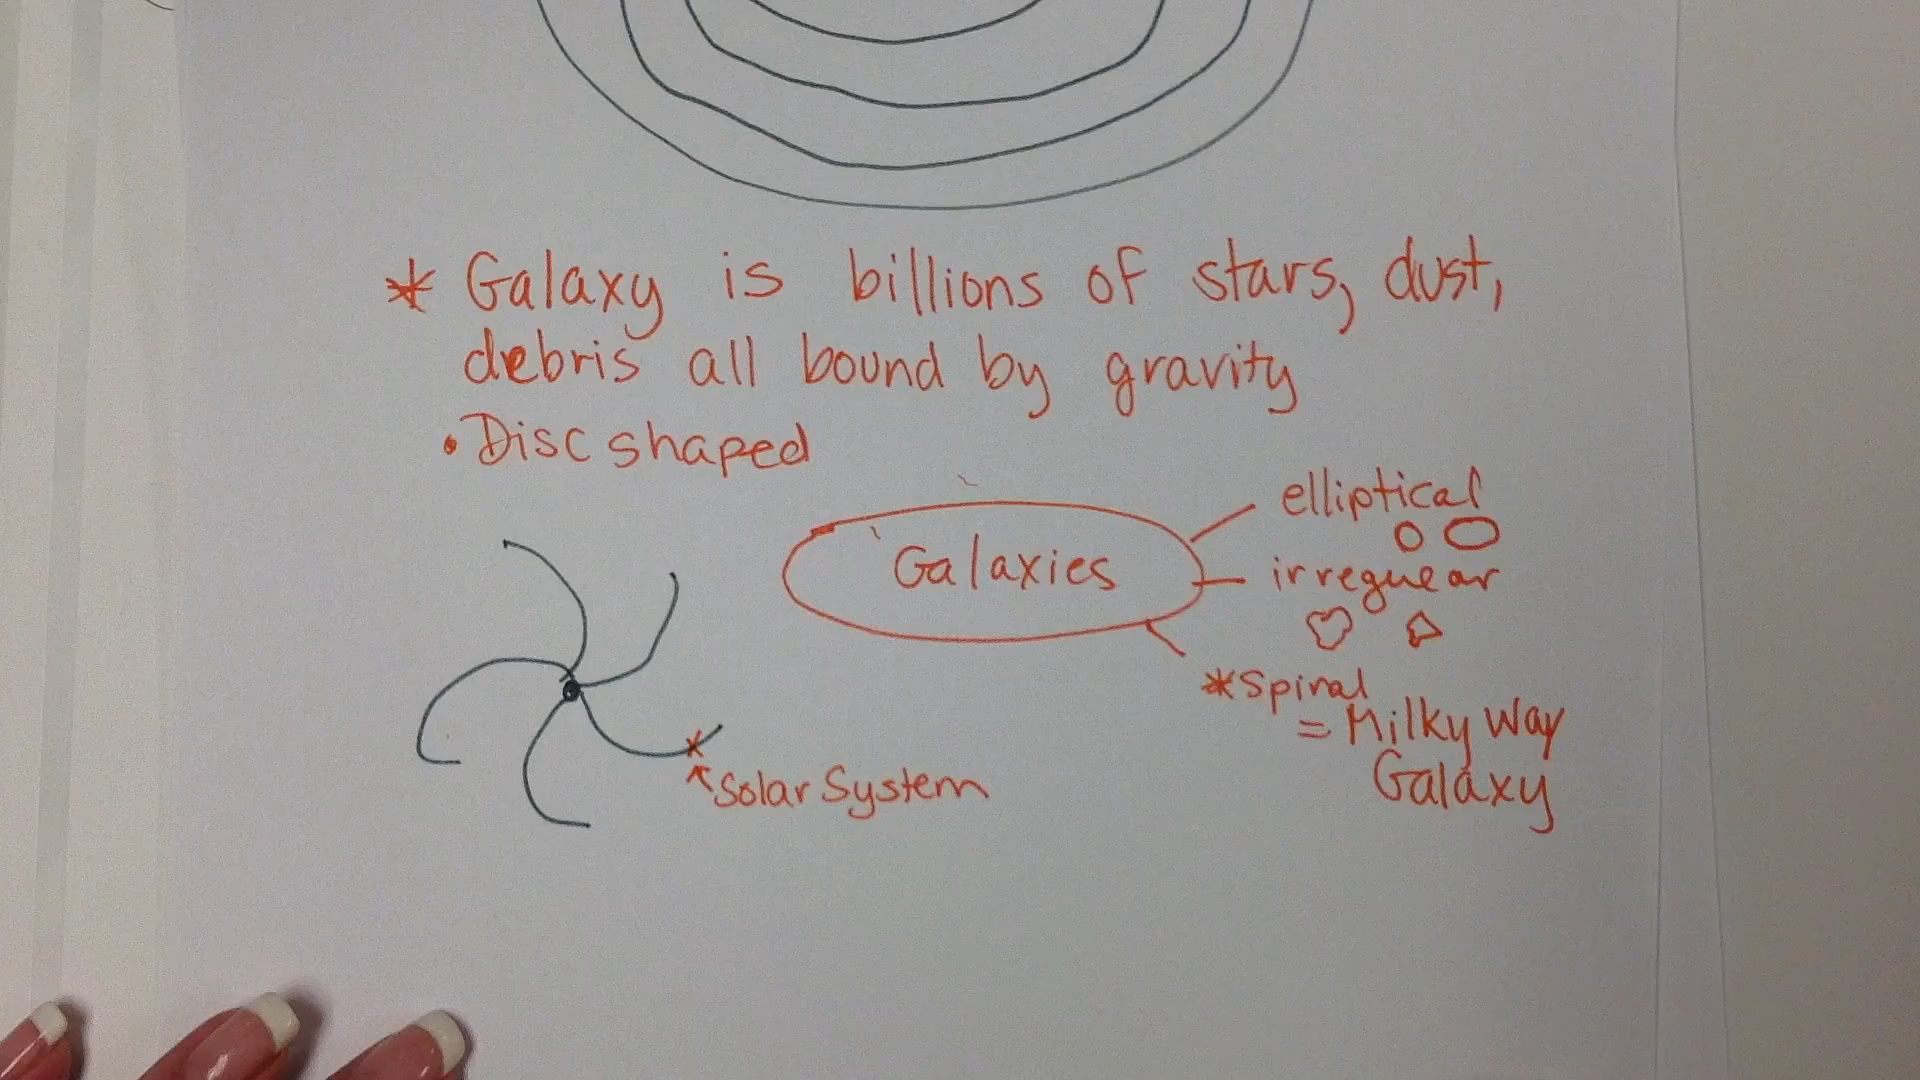 * Galaxy is billions of stars, dust,
debris all bound by gravity
• Disc shaped
Galaxies
elliptical
irreguear
*Spiral
= Milky Way
Galaxy
Solar System